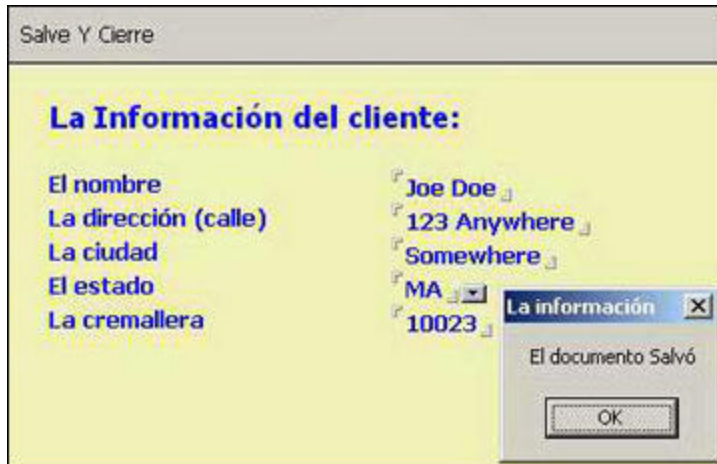 Salve Y Cierre
La Información del cliente:
El nombre Joe Doe
La dirección (calle) 123 Anywhere
La ciudad Somewhere
El estado MA
La cremallera 10023
La información
El documento Salvó
OK